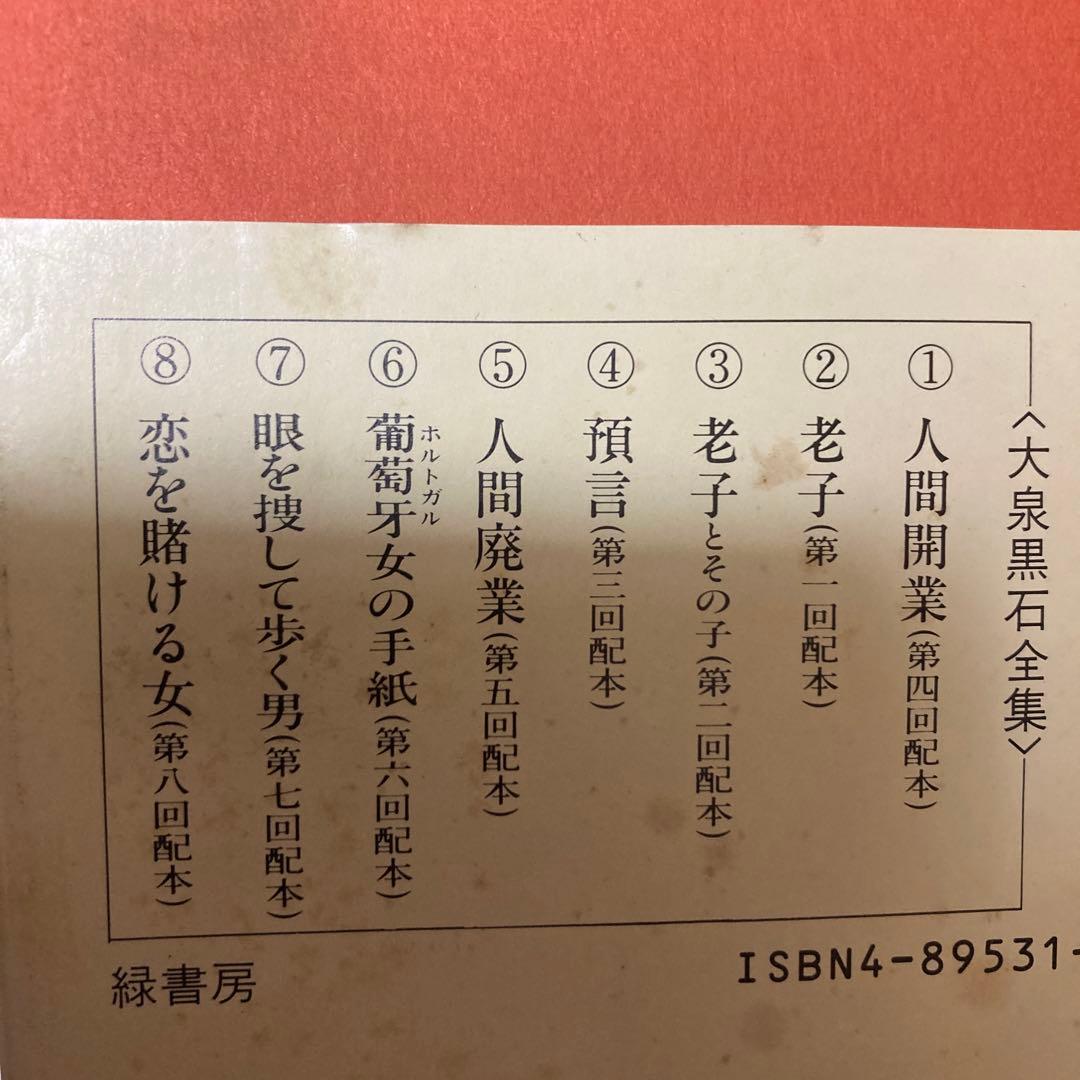 〈大泉黒石全集〉
①人間開業(第四回配本)
②老子(第一回配本)
③老子とその子(第二回配本)
④預言(第三回配本)
⑤人間廃業(第五回配本)
⑥葡萄牙女の手紙(第六回配本)
ホルトガル
⑦眼を捜して歩く男(第七回配本)
⑧恋を賭ける女(第八回配本)
緑書房
ISBN4-89531-